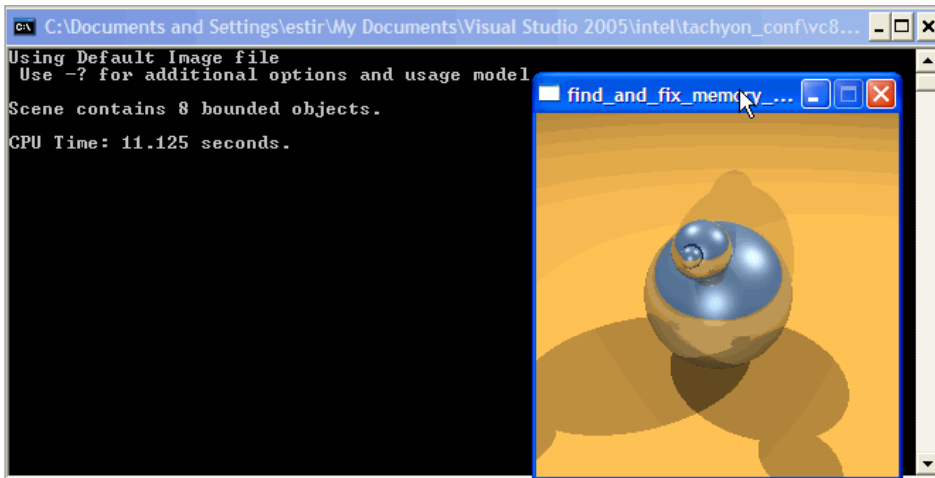 C:\Documents and Settings\estir\My Documents\Visual Studio 2005\intel\tachyon_conf\vc8...
Using Default Image file
Use -? for additional options and usage model
Scene contains 8 bounded objects.
CPU Time: 11.125 seconds.
find_and_fix_memory_...